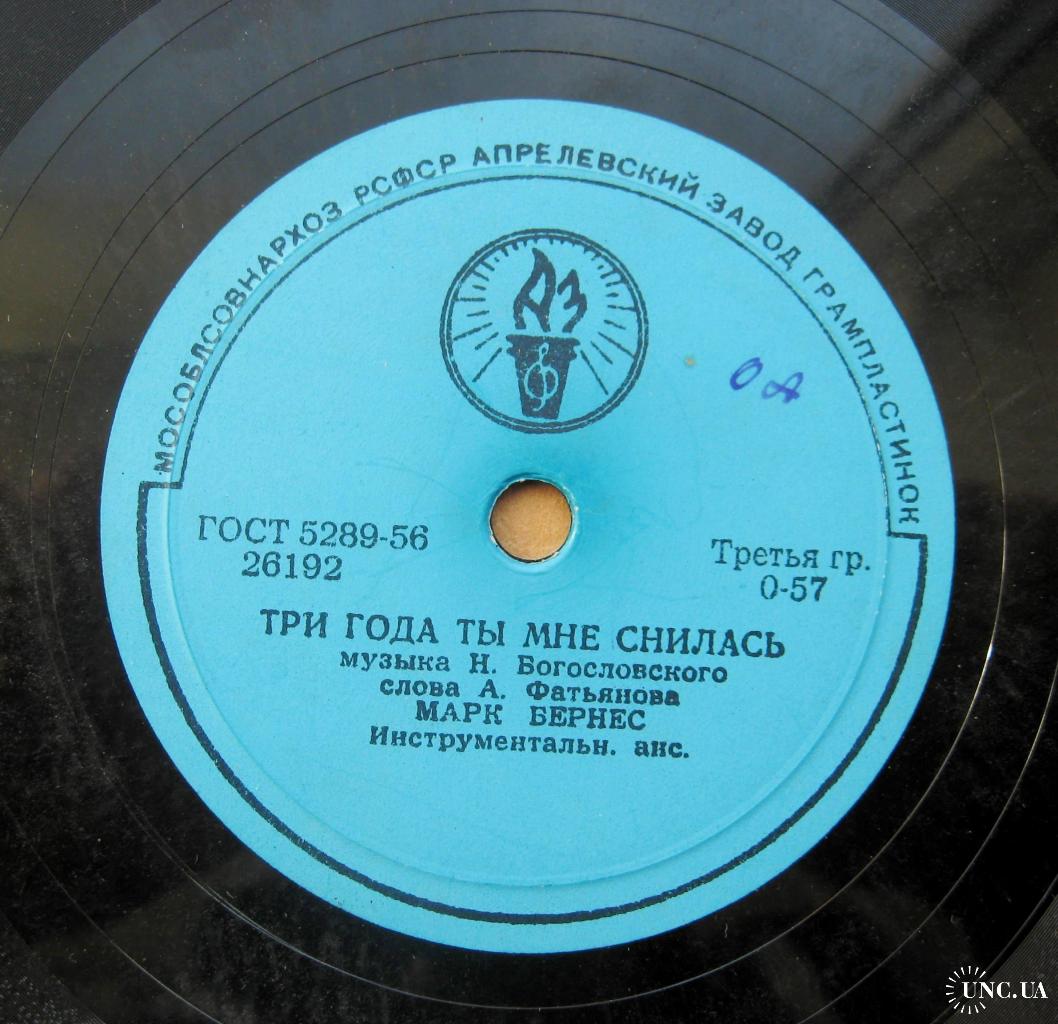 МОСОБЛСОВНАРХОЗ РСФСР АПРЕЛЕВСКИЙ ЗАВОД ГРАМПЛАСТИНОК
АЗ
ОА
ГОСТ 5289-56
26192
Третья гр.
0-57
ТРИ ГОДА ТЫ МНЕ СНИЛАСЬ
музыка Н. Богословского
слова А. Фатьянова
МАРК БЕРНЕС
Инструментальн. анс.
UNC.UA